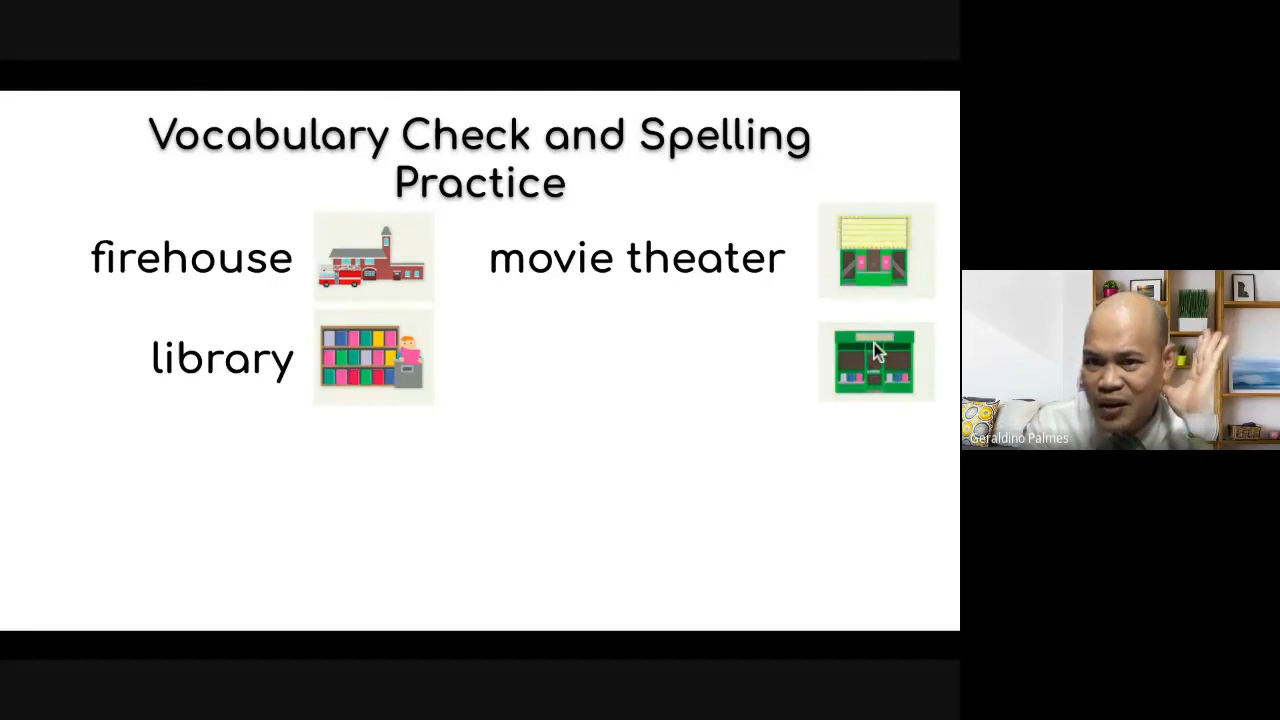 Vocabulary Check and Spelling
Practice
firehouse
movie theater
library
Geraldino Palmes